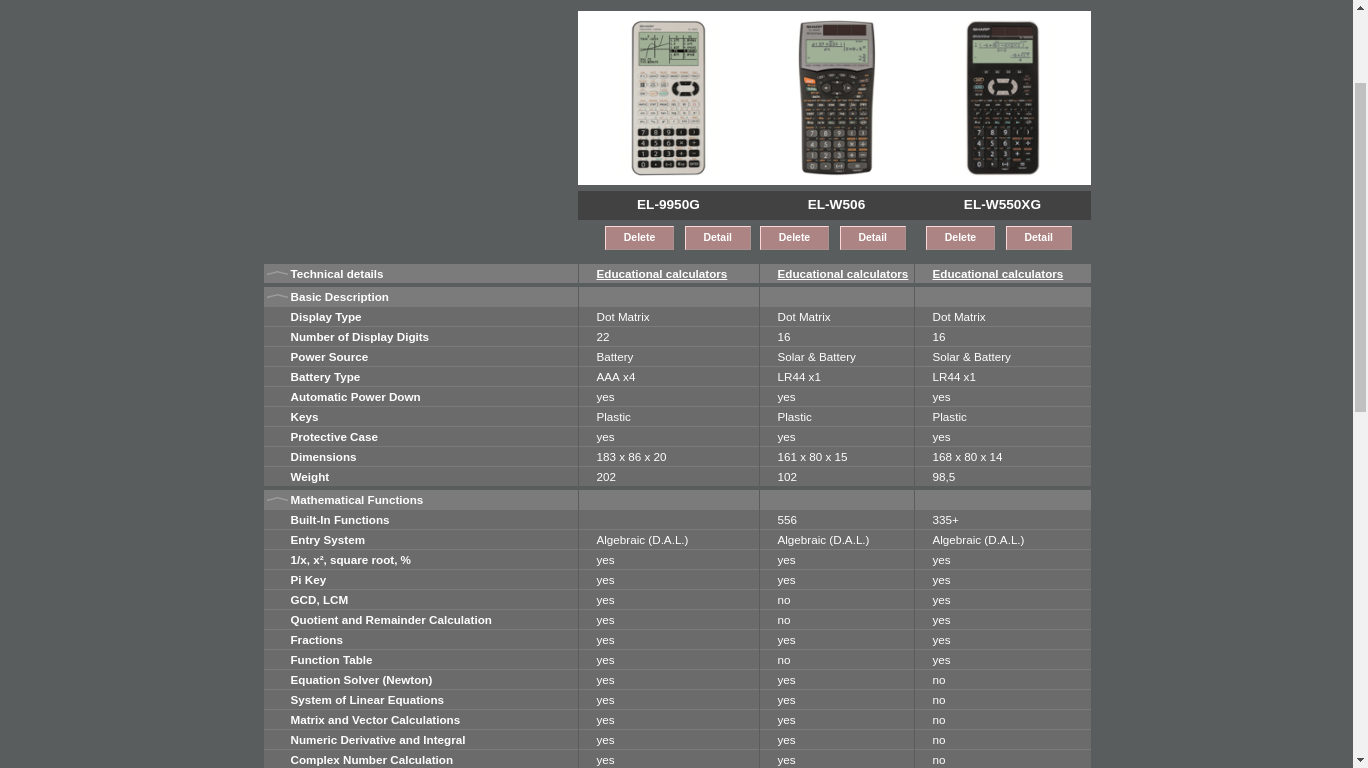 EL-9950G EL-W506 EL-W550XG
Delete Detail Delete Detail Delete Detail
Technical details Educational calculators Educational calculators Educational calculators
Basic Description
Display Type Dot Matrix Dot Matrix Dot Matrix
Number of Display Digits 22 16 16
Power Source Battery Solar & Battery Solar & Battery
Battery Type AAA x4 LR44 x1 LR44 x1
Automatic Power Down yes yes yes
Keys Plastic Plastic Plastic
Protective Case yes yes yes
Dimensions 183 x 86 x 20 161 x 80 x 15 168 x 80 x 14
Weight 202 102 98,5
Mathematical Functions
Built-In Functions 556 335+
Entry System Algebraic (D.A.L.) Algebraic (D.A.L.) Algebraic (D.A.L.)
1/x, x², square root, % yes yes yes
Pi Key yes yes yes
GCD, LCM yes no yes
Quotient and Remainder Calculation yes no yes
Fractions yes yes yes
Function Table yes no yes
Equation Solver (Newton) yes yes no
System of Linear Equations yes yes no
Matrix and Vector Calculations yes yes no
Numeric Derivative and Integral yes yes no
Complex Number Calculation yes yes no